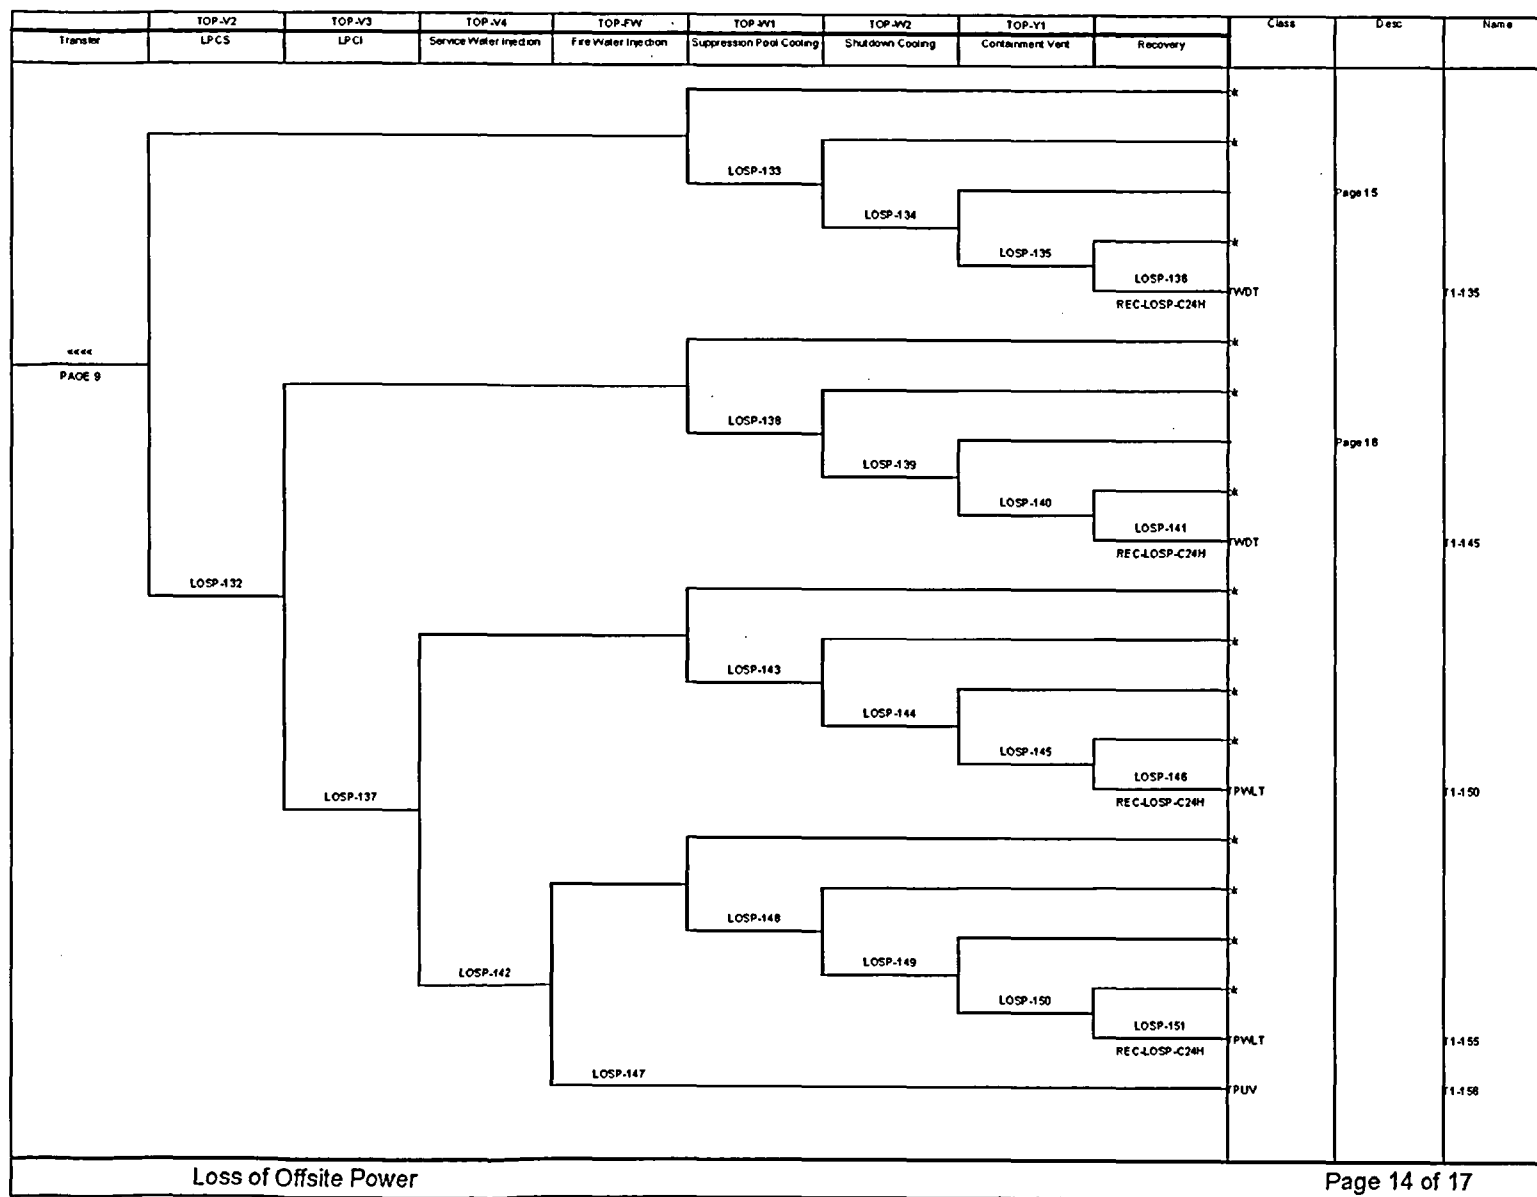 TOP-V2 TOP-V3 TOP-V4 TOP-FW TOP-W1 TOP-W2 TOP-Y1 Class Desc Name
Transfer LPCS LPCI Service Water Injection Fire Water Injection Suppression Pool Cooling Shutdown Cooling Containment Vent Recovery
*
*
LOSP-133
Page 15
LOSP-134
*
LOSP-135
LOSP-136
TWDT T1-135
REC-LOSP-C24H
*
<<<<
PAGE 9
*
LOSP-138
Page 16
LOSP-139
*
LOSP-140
LOSP-141
TWDT T1-145
REC-LOSP-C24H
LOSP-132
*
*
LOSP-143
*
LOSP-144
*
LOSP-145
LOSP-146
TPWLT T1-150
LOSP-137
REC-LOSP-C24H
*
*
LOSP-148
*
LOSP-149
LOSP-142
*
LOSP-150
LOSP-151
TPWLT T1-155
REC-LOSP-C24H
LOSP-147
TPUV T1-156
Loss of Offsite Power Page 14 of 17